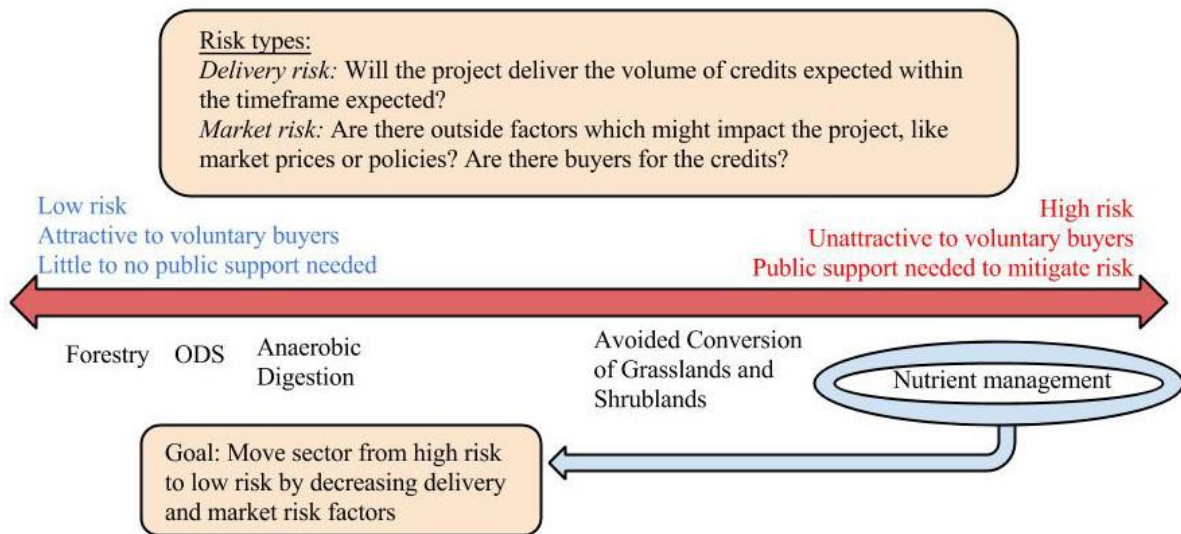 Risk types:
Delivery risk: Will the project deliver the volume of credits expected within
the timeframe expected?
Market risk: Are there outside factors which might impact the project, like
market prices or policies? Are there buyers for the credits?
Low risk
Attractive to voluntary buyers
Little to no public support needed
High risk
Unattractive to voluntary buyers
Public support needed to mitigate risk
Forestry
ODS
Anaerobic
Digestion
Avoided Conversion
of Grasslands and
Shrublands
Nutrient management
Goal: Move sector from high risk
to low risk by decreasing delivery
and market risk factors